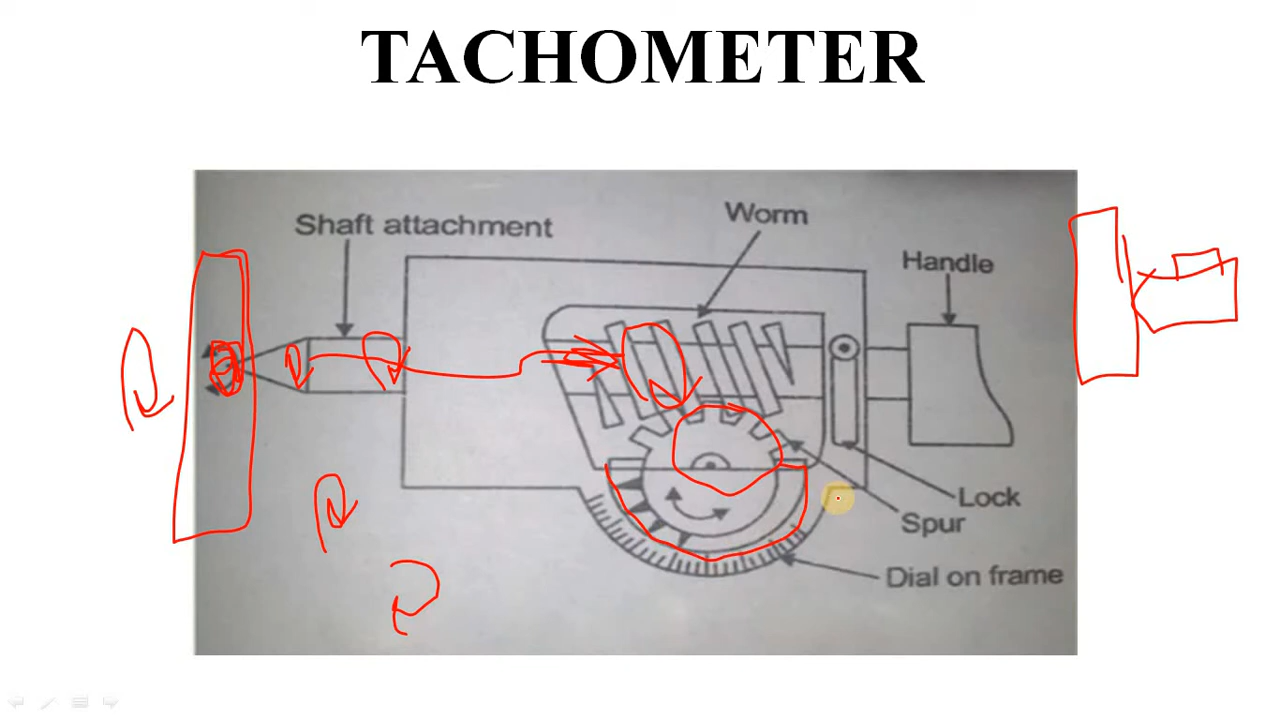 TACHOMETER
Shaft attachment
Worm
Handle
Lock
Spur
Dial on frame